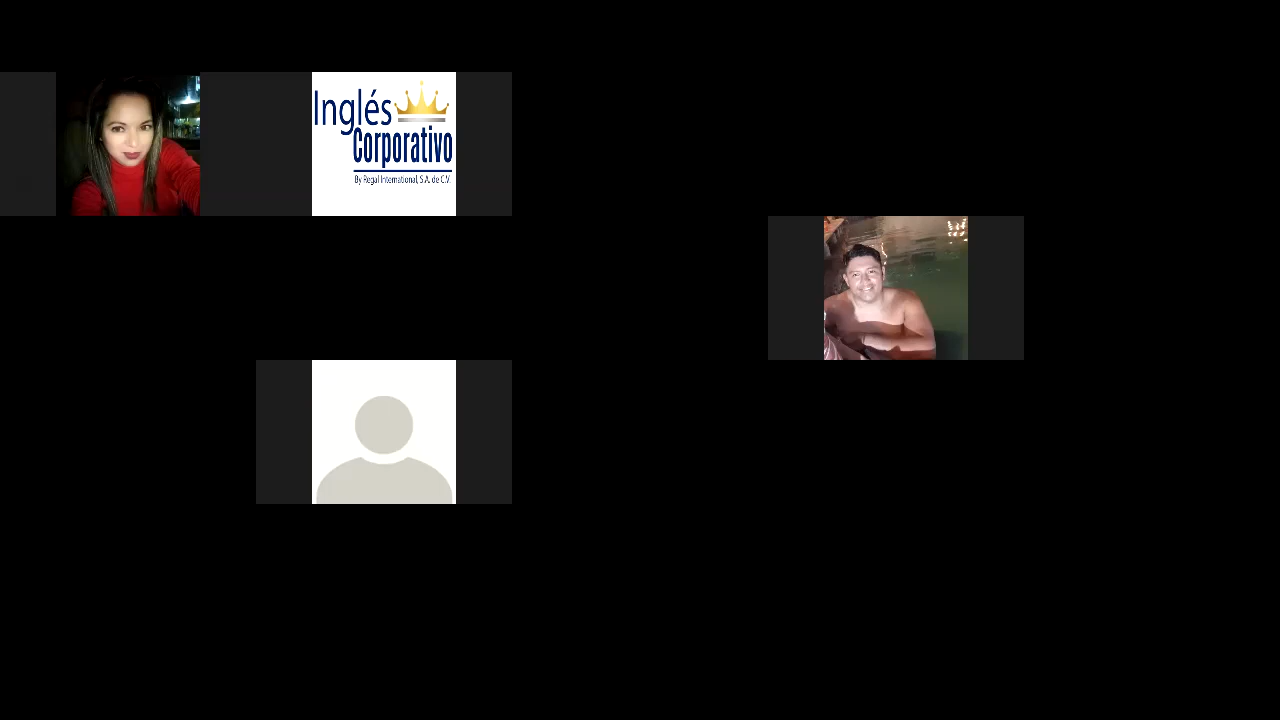 Inglés
Corporativo
By Regal International, S.A. de C.V.